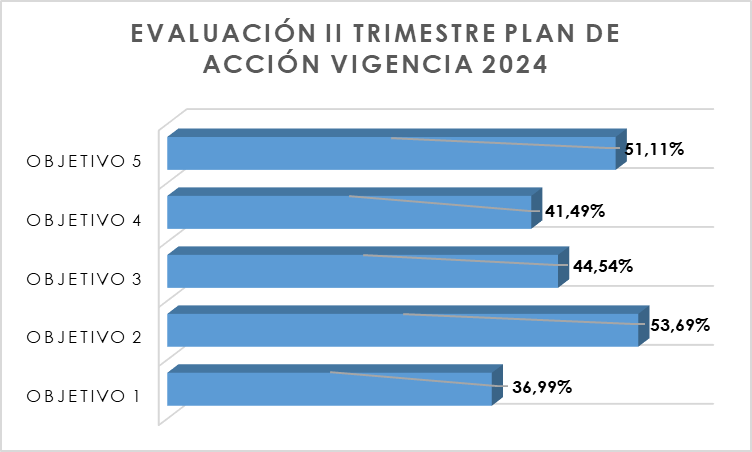 EVALUACIÓN II TRIMESTRE PLAN DE
ACCIÓN VIGENCIA 2024
OBJETIVO 5
51,11%
OBJETIVO 4
41,49%
OBJETIVO 3
44,54%
OBJETIVO 2
53,69%
OBJETIVO 1
36,99%